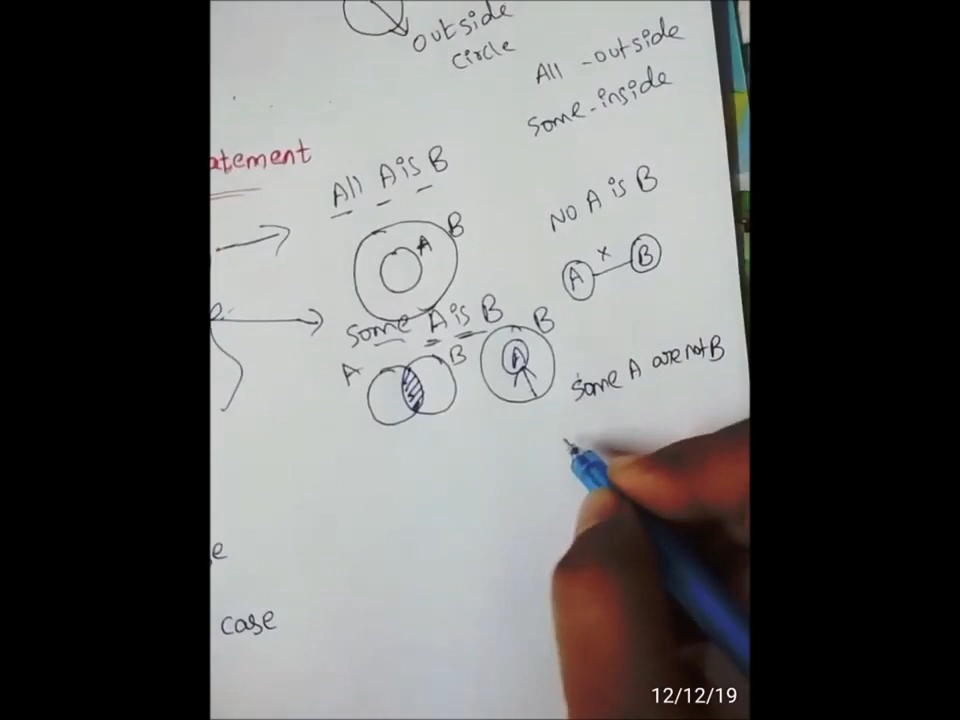 outside
circle
All - outside
some - inside
atement
All A is B
B
A
No A is B
A x B
Some A is B
A B
B
A
Some A are not B
e
case
12/12/19